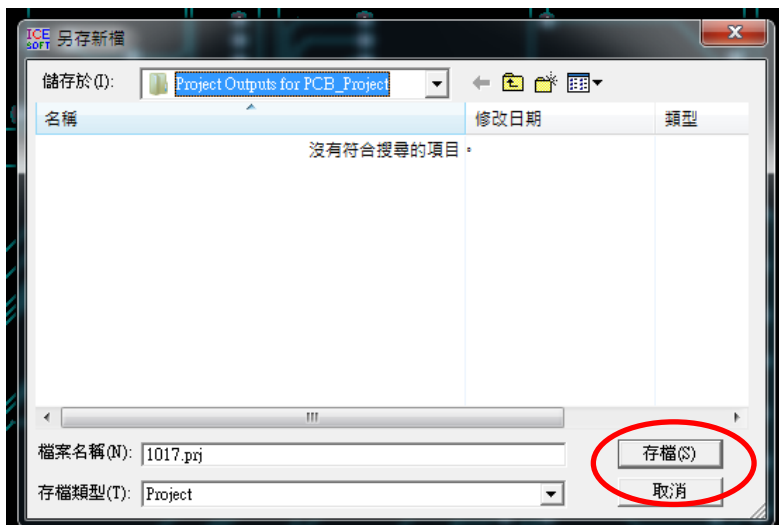 ICE SOFT 另存新檔
儲存於(I): Project Outputs for PCB_Project
名稱 修改日期 類型
沒有符合搜尋的項目。
檔案名稱(N): 1017.prj 存檔(S)
存檔類型(T): Project 取消